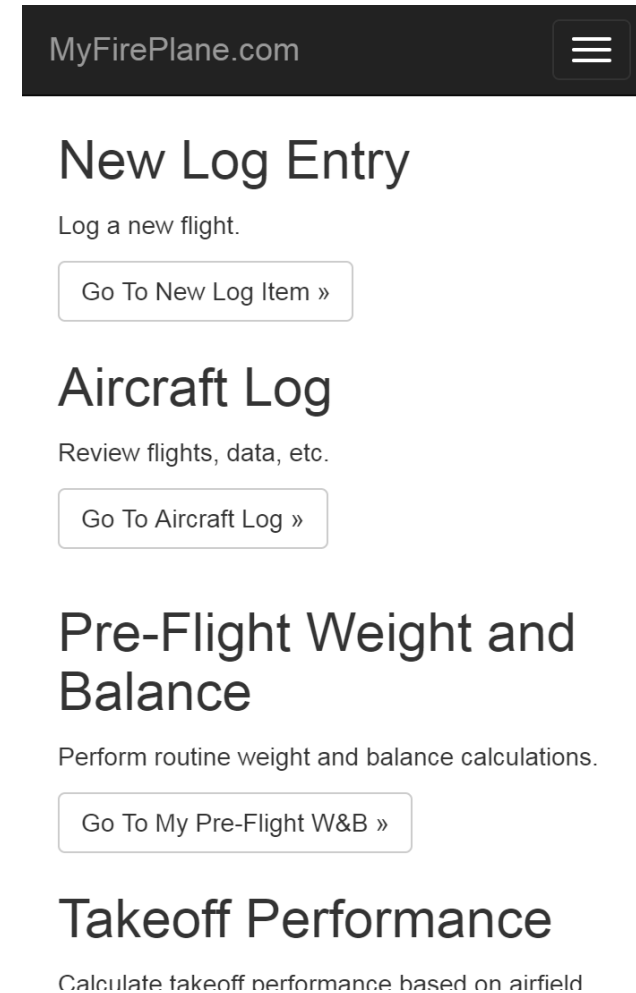 MyFirePlane.com
New Log Entry
Log a new flight.
Go To New Log Item »
Aircraft Log
Review flights, data, etc.
Go To Aircraft Log »
Pre-Flight Weight and
Balance
Perform routine weight and balance calculations.
Go To My Pre-Flight W&B »
Takeoff Performance
Calculate takeoff performance based on airfield